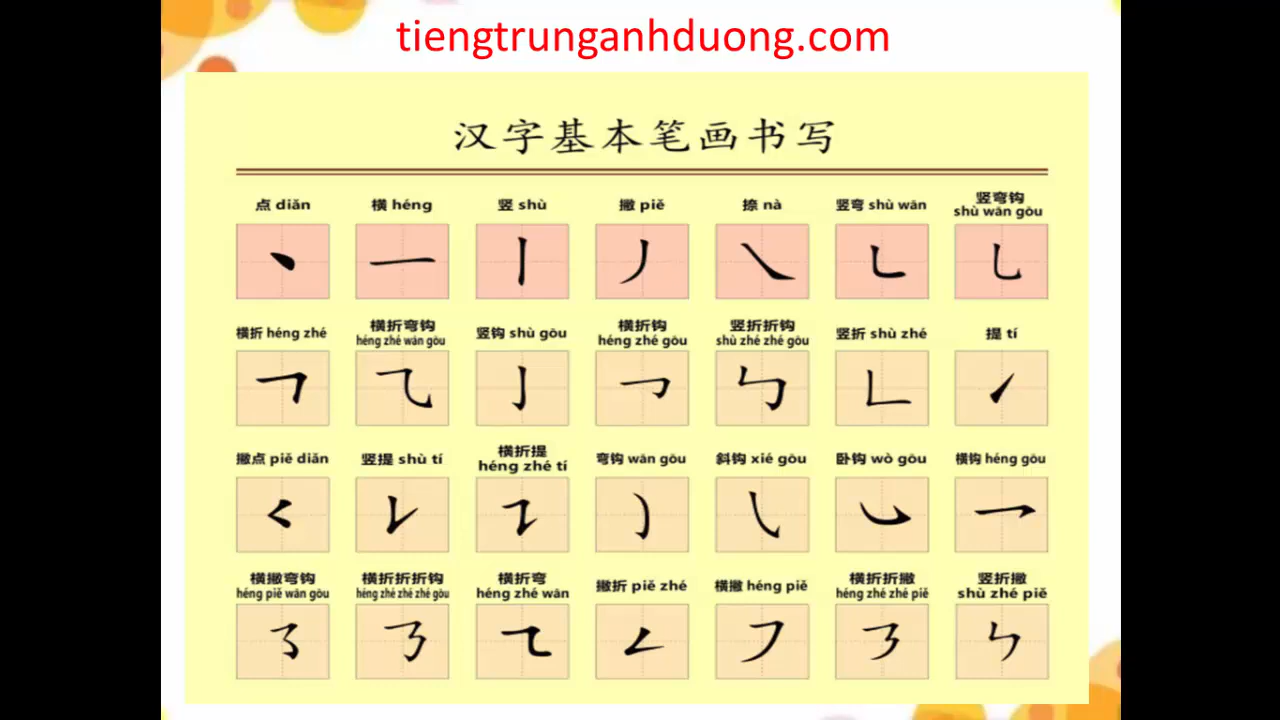 tiengtrunganhduong.com
汉字基本笔画书写
点 diǎn
横 héng
竖 shù
撇 piě
捺 nà
竖弯 shù wān
竖弯钩
shù wān gōu
横折 héng zhé
横折弯钩
héng zhé wān gōu
竖钩 shù gōu
横折钩
héng zhé gōu
竖折折钩
shù zhé zhé gōu
竖折 shù zhé
提 tí
撇点 piě diǎn
竖提 shù tí
横折提
héng zhé tí
弯钩 wān gōu
斜钩 xié gōu
卧钩 wò gōu
横钩 héng gōu
横撇弯钩
héng piě wān gōu
横折折折钩
héng zhé zhé zhé gōu
横折弯
héng zhé wān
撇折 piě zhé
横撇 héng piě
横折折撇
héng zhé zhé piě
竖折撇
shù zhé piě